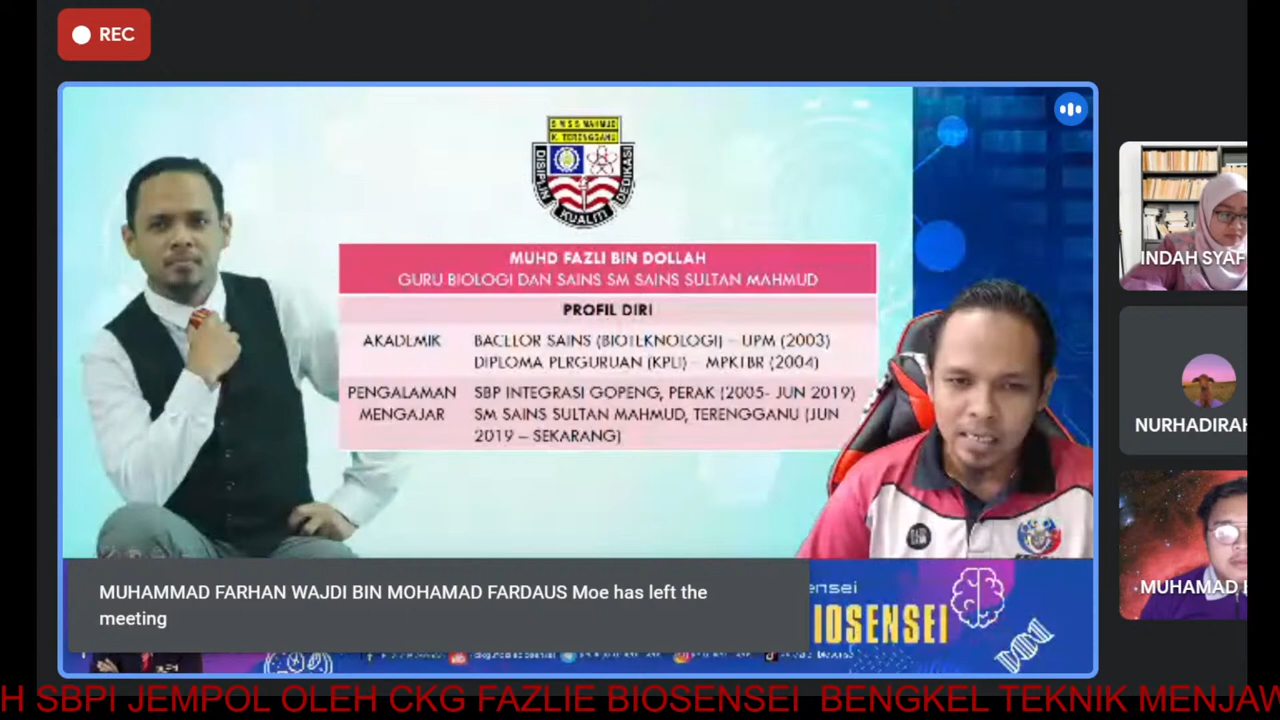 REC
S M S S MAHMUD
K. TERENGGANU
DISIPLIN
KUALITI
DEDIKASI
MUHD FAZLI BIN DOLLAH
GURU BIOLOGI DAN SAINS SM SAINS SULTAN MAHMUD
PROFIL DIRI
AKADEMIK
BACELOR SAINS (BIOTEKNOLOGI) – UPM (2003)
DIPLOMA PERGURUAN (KPLI) – MPKTBR (2004)
PENGALAMAN
MENGAJAR
SBP INTEGRASI GOPENG, PERAK (2005- JUN 2019)
SM SAINS SULTAN MAHMUD, TERENGGANU (JUN
2019 – SEKARANG)
INDAH SYAF
NURHADIRAH
MUHAMAD
MUHAMMAD FARHAN WAJDI BIN MOHAMAD FARDAUS Moe has left the
meeting
ensei
IOSENSEI
H SBPI JEMPOL OLEH CKG FAZLIE BIOSENSEI BENGKEL TEKNIK MENJAW